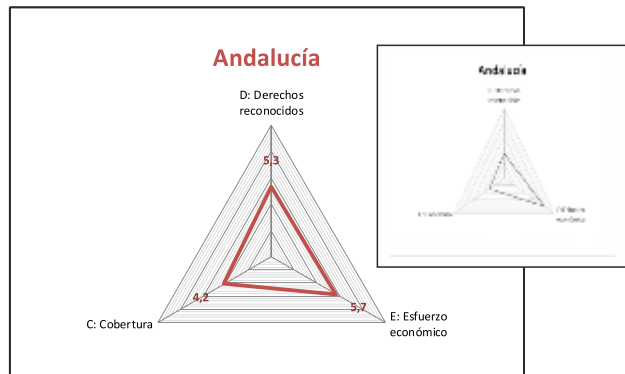 Andalucía
D: Derechos
reconocidos
5,3
4,2
5,7
C: Cobertura
E: Esfuerzo
económico
Andalucía